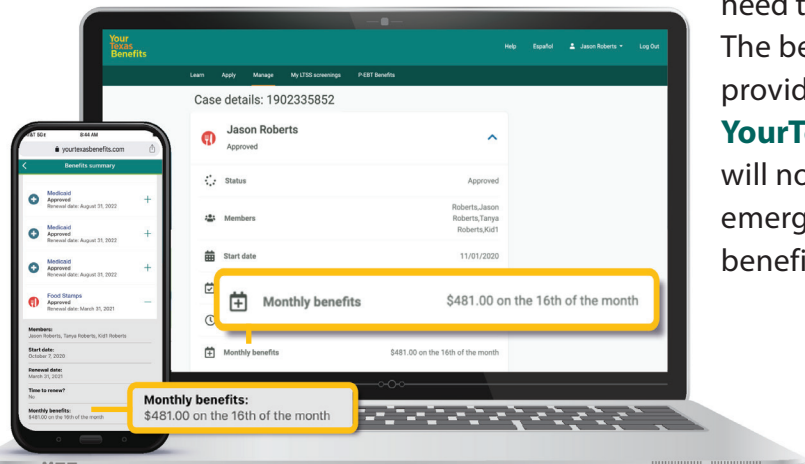 need t
The be
provid
YourTe
will no
emerg
benefi
Your
Texas
Benefits
Help Español Jason Roberts Log Out
Learn Apply Manage My LTSS screenings P-EBT Benefits
Case details: 1902335852
Jason Roberts
Approved
Status Approved
Members Roberts,Jason
Roberts,Tanya
Roberts,Kid1
Start date 11/01/2020
Monthly benefits $481.00 on the 16th of the month
Monthly benefits $481.00 on the 16th of the month
8:44 AM
yourtexasbenefits.com
Benefits summary
Medicaid
Approved
Renewal date: August 31, 2022
Medicaid
Approved
Renewal date: August 31, 2022
Medicaid
Approved
Renewal date: August 31, 2022
Food Stamps
Approved
Renewal date: March 31, 2021
Members:
Jason Roberts, Tanya Roberts, Kid1 Roberts
Start date:
October 7, 2020
Renewal date:
March 31, 2021
Time to renew?
No
Monthly benefits:
$481.00 on the 16th of the month
Monthly benefits:
$481.00 on the 16th of the month